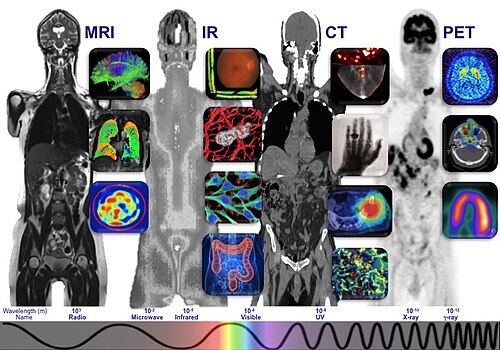 MRI IR CT PET
Wavelength (m) 10³ 10⁻² 10⁻⁵ 10⁻⁶ 10⁻⁸ 10⁻¹⁰ 10⁻¹²
Name Radio Microwave Infrared Visible UV X-ray γ-ray